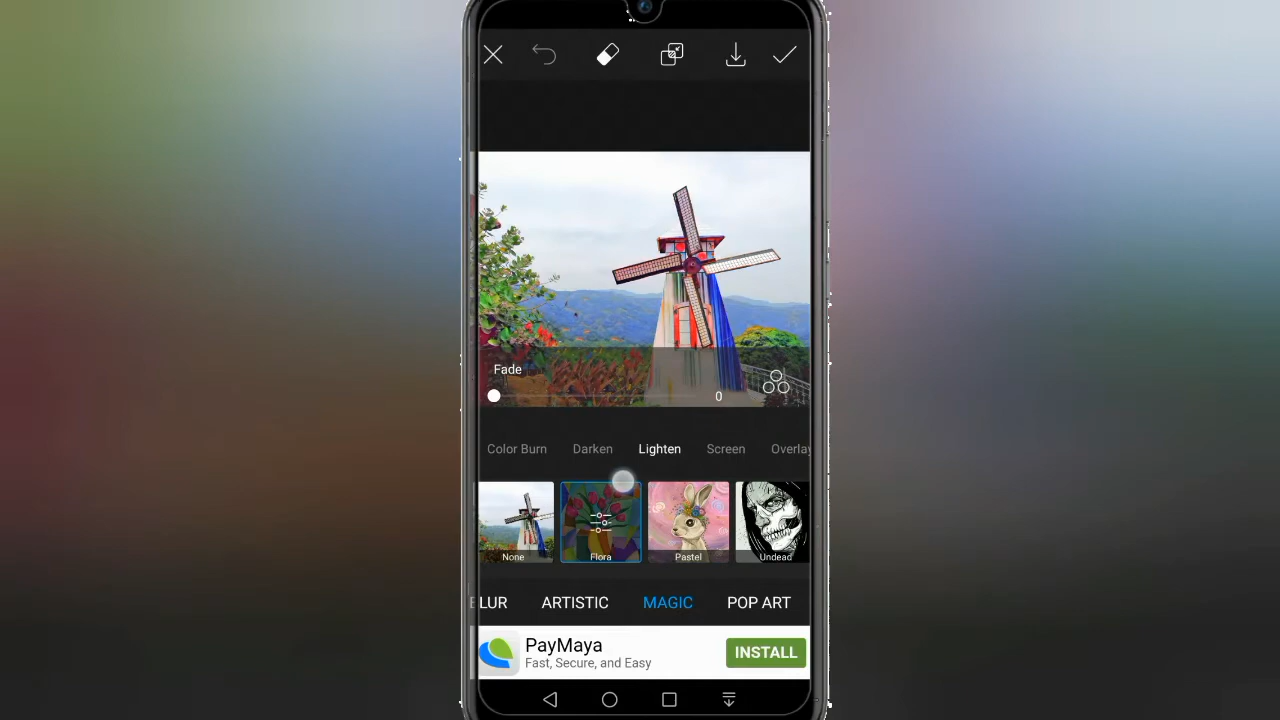 Fade
0
Color Burn Darken Lighten Screen Overlay
None Flora Pastel Undead
BLUR ARTISTIC MAGIC POP ART
PayMaya
Fast, Secure, and Easy
INSTALL